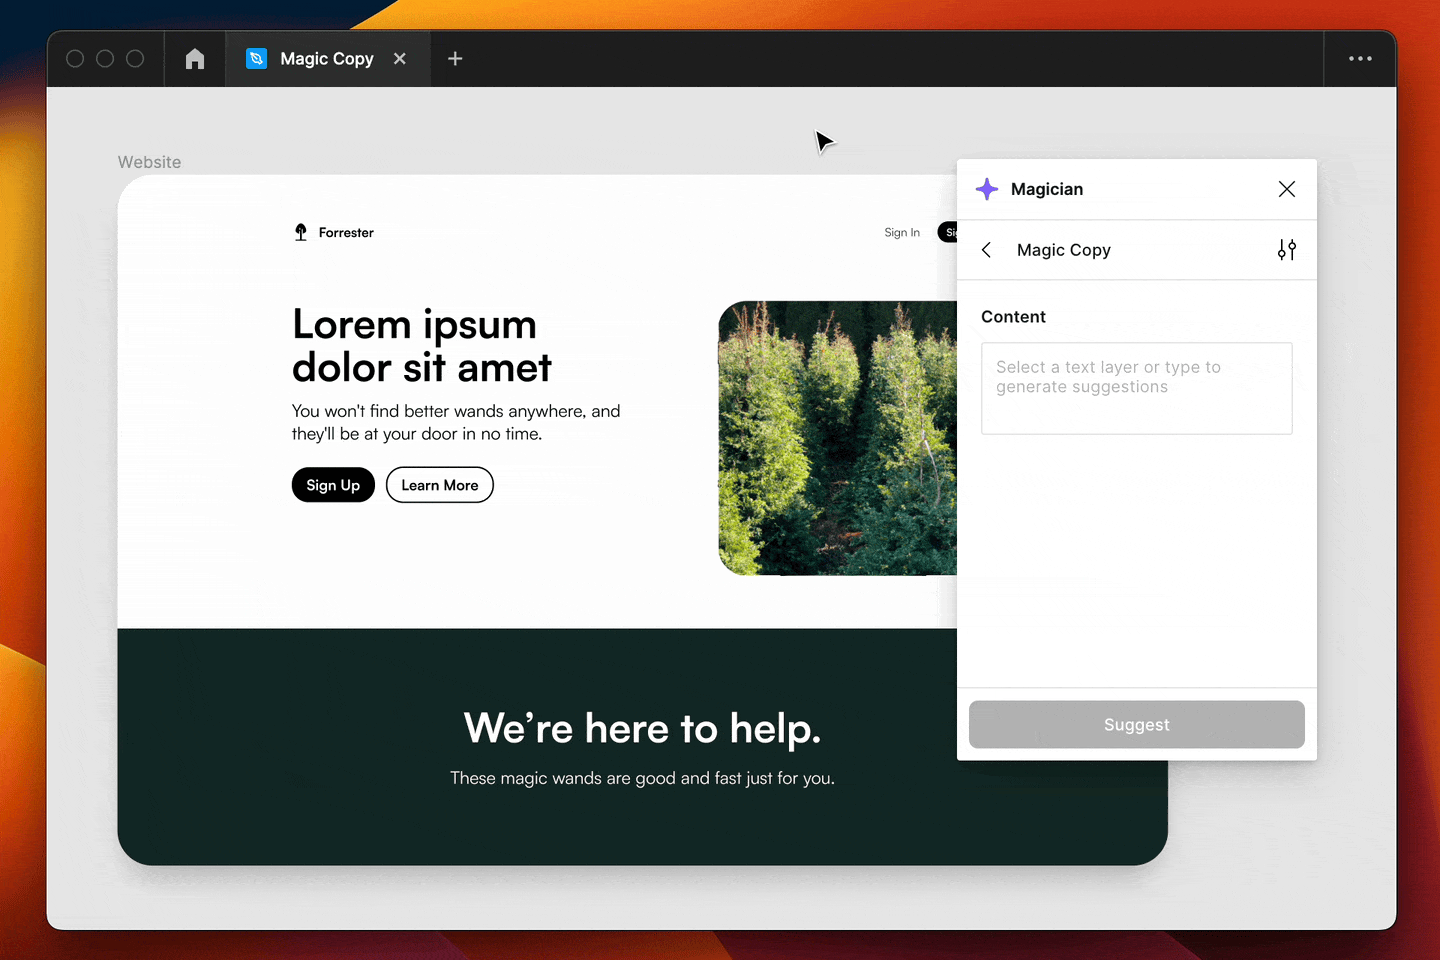 Magic Copy
Website
Forrester
Sign In
Lorem ipsum
dolor sit amet
You won't find better wands anywhere, and
they'll be at your door in no time.
Sign Up
Learn More
We’re here to help.
These magic wands are good and fast just for you.
Magician
Magic Copy
Content
Select a text layer or type to
generate suggestions
Suggest